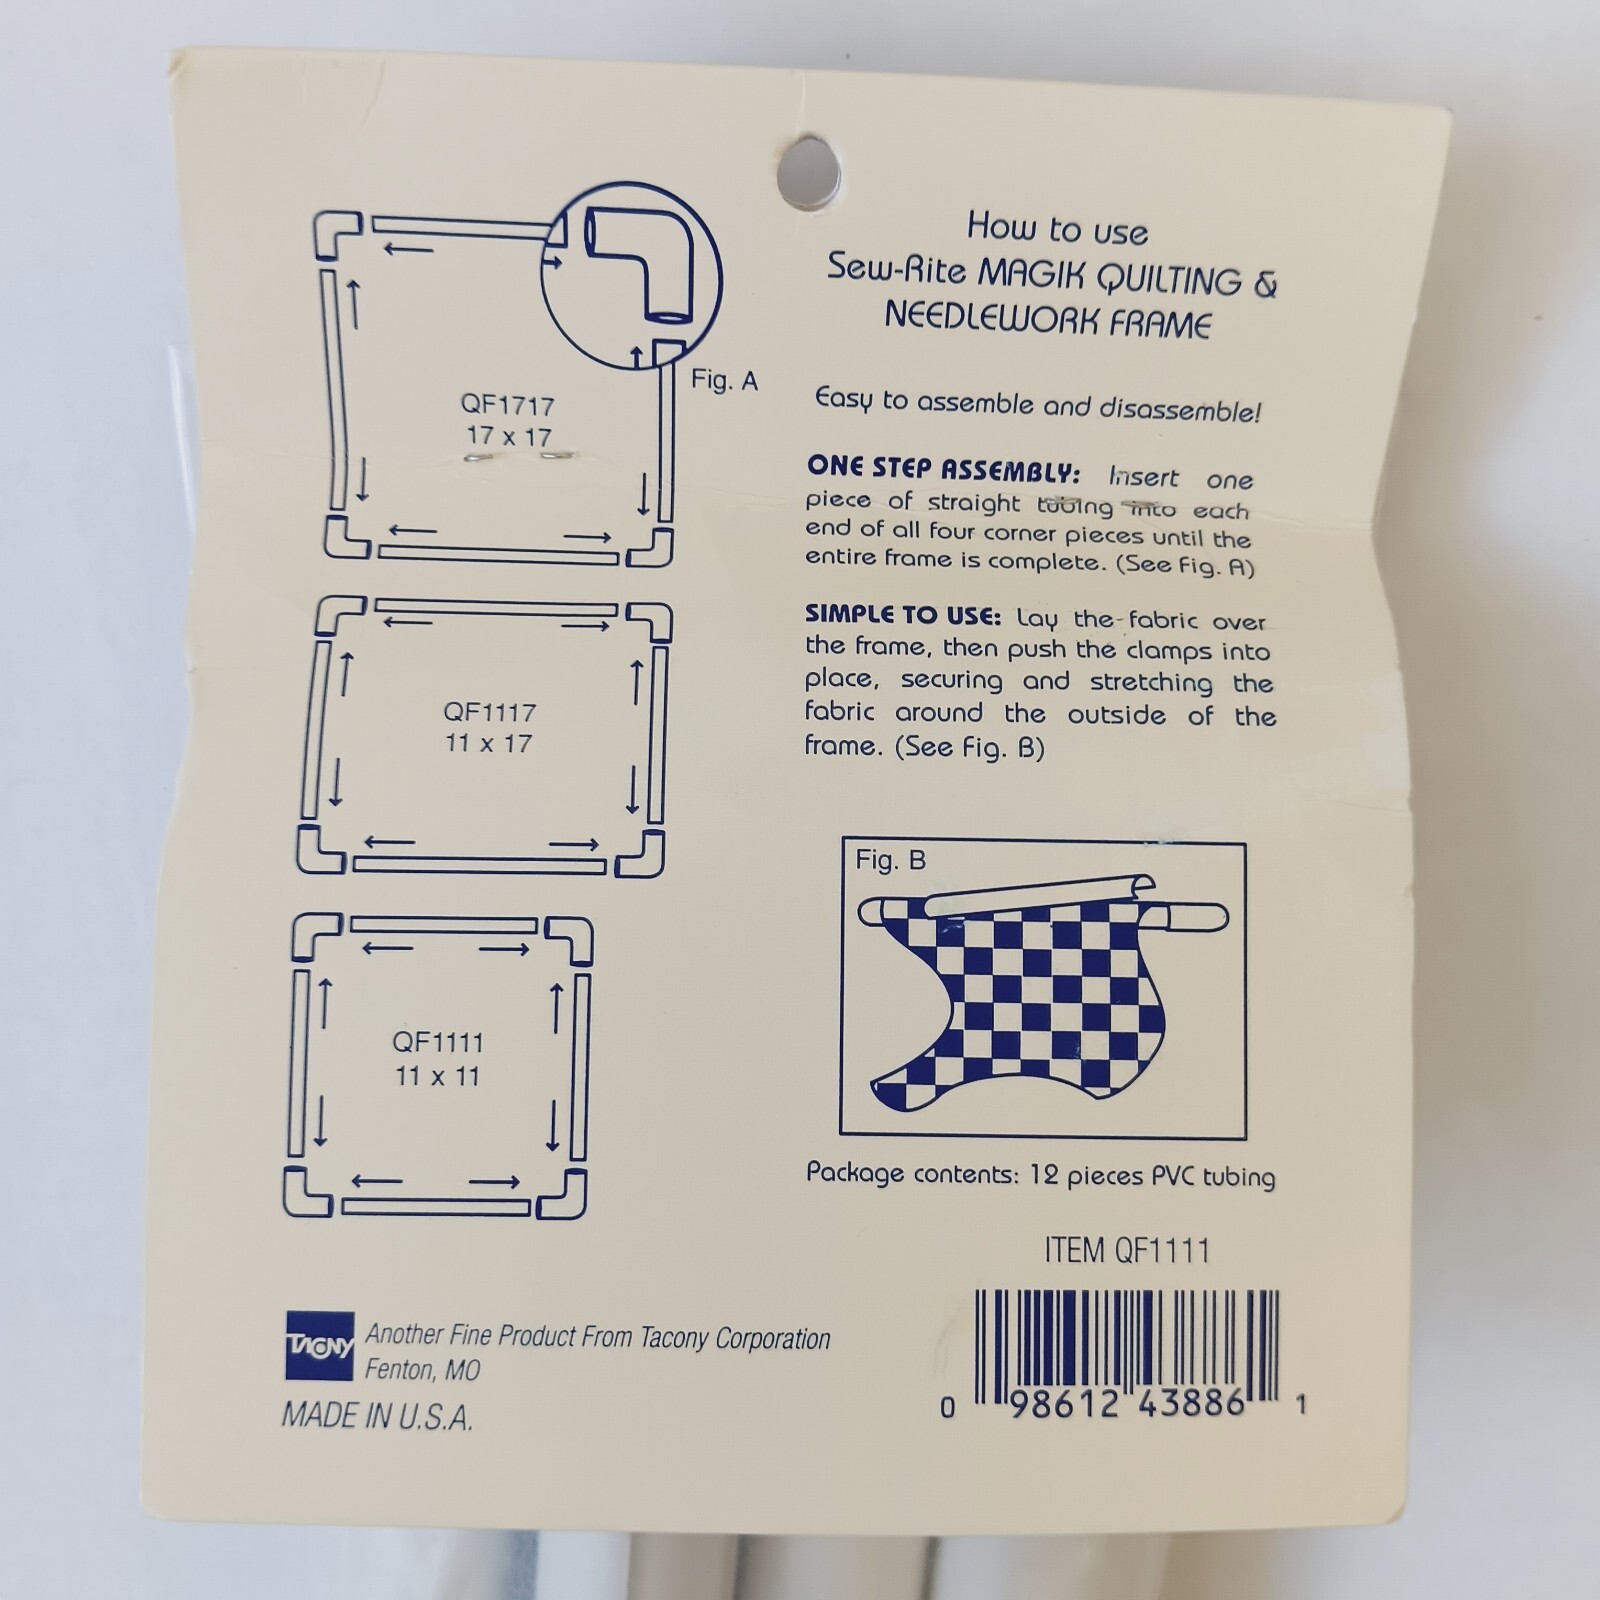 How to use
Sew-Rite MAGIK QUILTING &
NEEDLEWORK FRAME
Easy to assemble and disassemble!
ONE STEP ASSEMBLY: Insert one
piece of straight tubing into each
end of all four corner pieces until the
entire frame is complete. (See Fig. A)
SIMPLE TO USE: Lay the fabric over
the frame, then push the clamps into
place, securing and stretching the
fabric around the outside of the
frame. (See Fig. B)
Fig. A
QF1717
17 x 17
QF1117
11 x 17
QF1111
11 x 11
Fig. B
Package contents: 12 pieces PVC tubing
ITEM QF1111
0 98612 43886 1
TACONY
Another Fine Product From Tacony Corporation
Fenton, MO
MADE IN U.S.A.